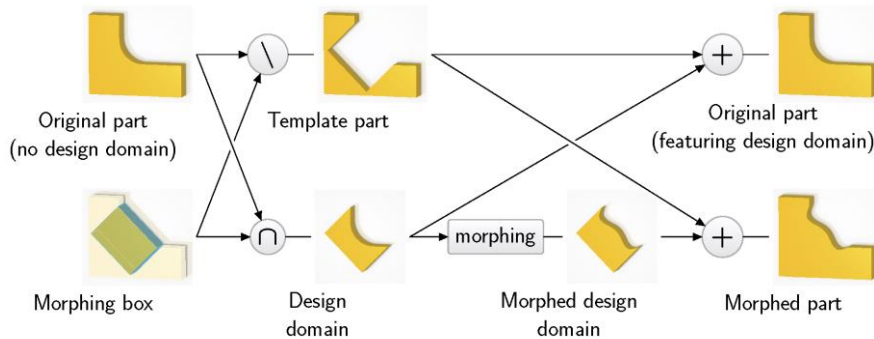 \
+
Original part
(no design domain)
Template part
Original part
(featuring design domain)
∩
morphing
+
Morphing box
Design
domain
Morphed design
domain
Morphed part